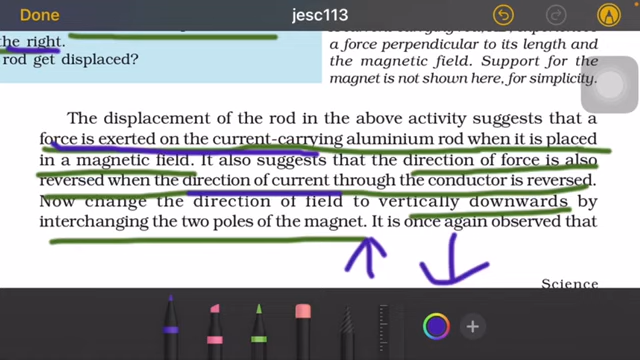 Done
jesc113
the right.
rod get displaced?
a force perpendicular to its length and
the magnetic field. Support for the
magnet is not shown here, for simplicity.
The displacement of the rod in the above activity suggests that a
force is exerted on the current-carrying aluminium rod when it is placed
in a magnetic field. It also suggests that the direction of force is also
reversed when the direction of current through the conductor is reversed.
Now change the direction of field to vertically downwards by
interchanging the two poles of the magnet. It is once again observed that
Science